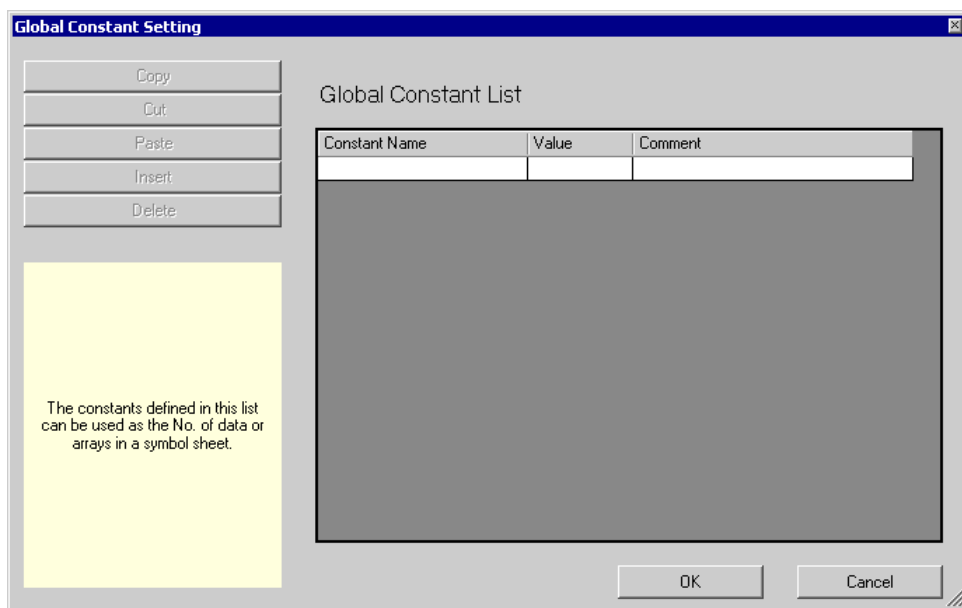 Global Constant Setting
Copy
Cut
Paste
Insert
Delete
The constants defined in this list
can be used as the No. of data or
arrays in a symbol sheet.
Global Constant List
Constant Name Value Comment
OK Cancel